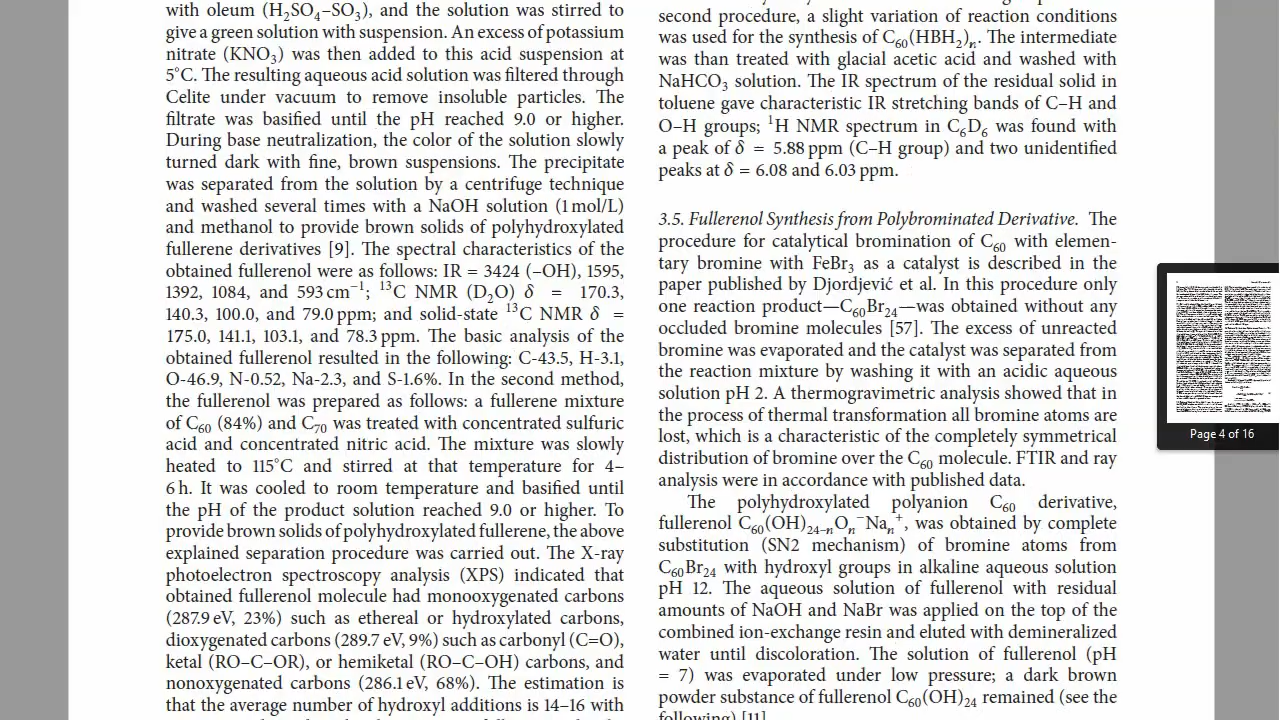 with oleum (H₂SO₄–SO₃), and the solution was stirred to
give a green solution with suspension. An excess of potassium
nitrate (KNO₃) was then added to this acid suspension at
5°C. The resulting aqueous acid solution was filtered through
Celite under vacuum to remove insoluble particles. The
filtrate was basified until the pH reached 9.0 or higher.
During base neutralization, the color of the solution slowly
turned dark with fine, brown suspensions. The precipitate
was separated from the solution by a centrifuge technique
and washed several times with a NaOH solution (1 mol/L)
and methanol to provide brown solids of polyhydroxylated
fullerene derivatives [9]. The spectral characteristics of the
obtained fullerenol were as follows: IR = 3424 (–OH), 1595,
1392, 1084, and 593 cm⁻¹; ¹³C NMR (D₂O) δ = 170.3,
140.3, 100.0, and 79.0 ppm; and solid-state ¹³C NMR δ =
175.0, 141.1, 103.1, and 78.3 ppm. The basic analysis of the
obtained fullerenol resulted in the following: C-43.5, H-3.1,
O-46.9, N-0.52, Na-2.3, and S-1.6%. In the second method,
the fullerenol was prepared as follows: a fullerene mixture
of C₆₀ (84%) and C₇₀ was treated with concentrated sulfuric
acid and concentrated nitric acid. The mixture was slowly
heated to 115°C and stirred at that temperature for 4–
6 h. It was cooled to room temperature and basified until
the pH of the product solution reached 9.0 or higher. To
provide brown solids of polyhydroxylated fullerene, the above
explained separation procedure was carried out. The X-ray
photoelectron spectroscopy analysis (XPS) indicated that
obtained fullerenol molecule had monooxygenated carbons
(287.9 eV, 23%) such as ethereal or hydroxylated carbons,
dioxygenated carbons (289.7 eV, 9%) such as carbonyl (C=O),
ketal (RO–C–OR), or hemiketal (RO–C–OH) carbons, and
nonoxygenated carbons (286.1 eV, 68%). The estimation is
that the average number of hydroxyl additions is 14–16 with
second procedure, a slight variation of reaction conditions
was used for the synthesis of C₆₀(HBH₂)ₙ. The intermediate
was than treated with glacial acetic acid and washed with
NaHCO₃ solution. The IR spectrum of the residual solid in
toluene gave characteristic IR stretching bands of C–H and
O–H groups; ¹H NMR spectrum in C₆D₆ was found with
a peak of δ = 5.88 ppm (C–H group) and two unidentified
peaks at δ = 6.08 and 6.03 ppm.
3.5. Fullerenol Synthesis from Polybrominated Derivative. The
procedure for catalytical bromination of C₆₀ with elemen-
tary bromine with FeBr₃ as a catalyst is described in the
paper published by Djordjević et al. In this procedure only
one reaction product—C₆₀Br₂₄—was obtained without any
occluded bromine molecules [57]. The excess of unreacted
bromine was evaporated and the catalyst was separated from
the reaction mixture by washing it with an acidic aqueous
solution pH 2. A thermogravimetric analysis showed that in
the process of thermal transformation all bromine atoms are
lost, which is a characteristic of the completely symmetrical
distribution of bromine over the C₆₀ molecule. FTIR and ray
analysis were in accordance with published data.
The polyhydroxylated polyanion C₆₀ derivative,
fullerenol C₆₀(OH)₂₄₋ₙOₙ⁻Naₙ⁺, was obtained by complete
substitution (SN2 mechanism) of bromine atoms from
C₆₀Br₂₄ with hydroxyl groups in alkaline aqueous solution
pH 12. The aqueous solution of fullerenol with residual
amounts of NaOH and NaBr was applied on the top of the
combined ion-exchange resin and eluted with demineralized
water until discoloration. The solution of fullerenol (pH
= 7) was evaporated under low pressure; a dark brown
powder substance of fullerenol C₆₀(OH)₂₄ remained (see the
following) [11].
Page 4 of 16